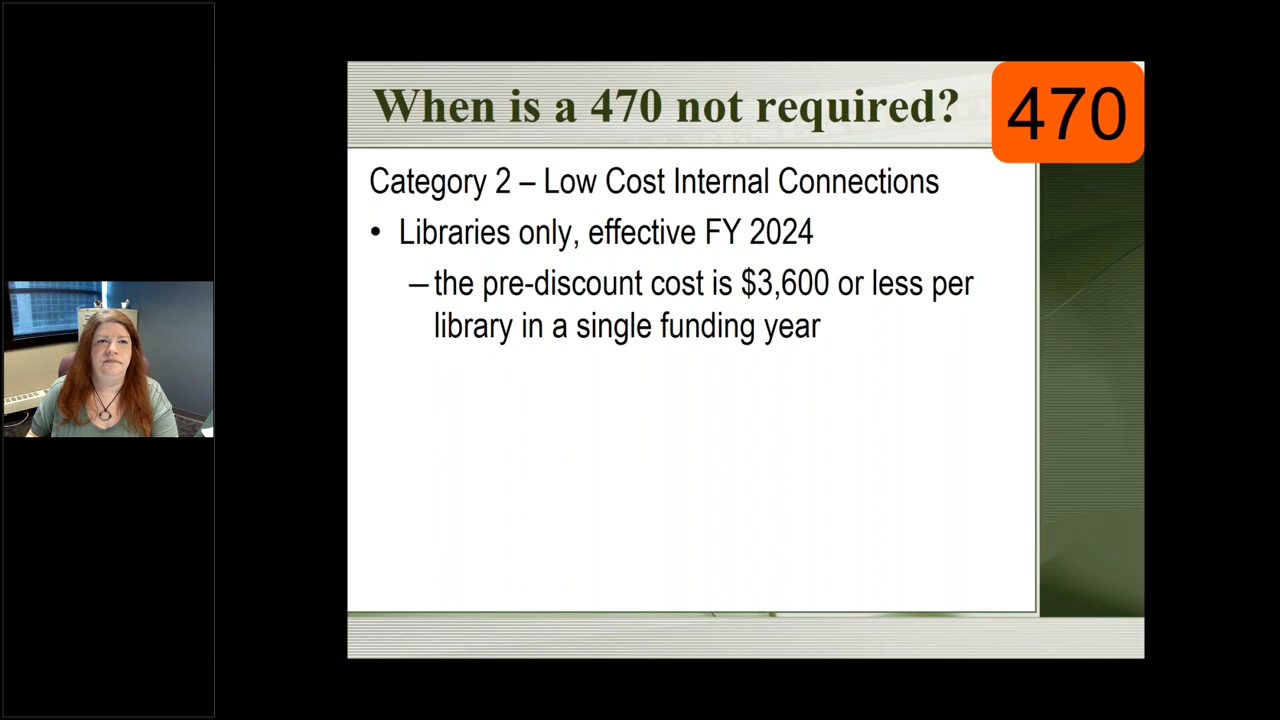 When is a 470 not required?
470
Category 2 – Low Cost Internal Connections
• Libraries only, effective FY 2024
– the pre-discount cost is $3,600 or less per
library in a single funding year